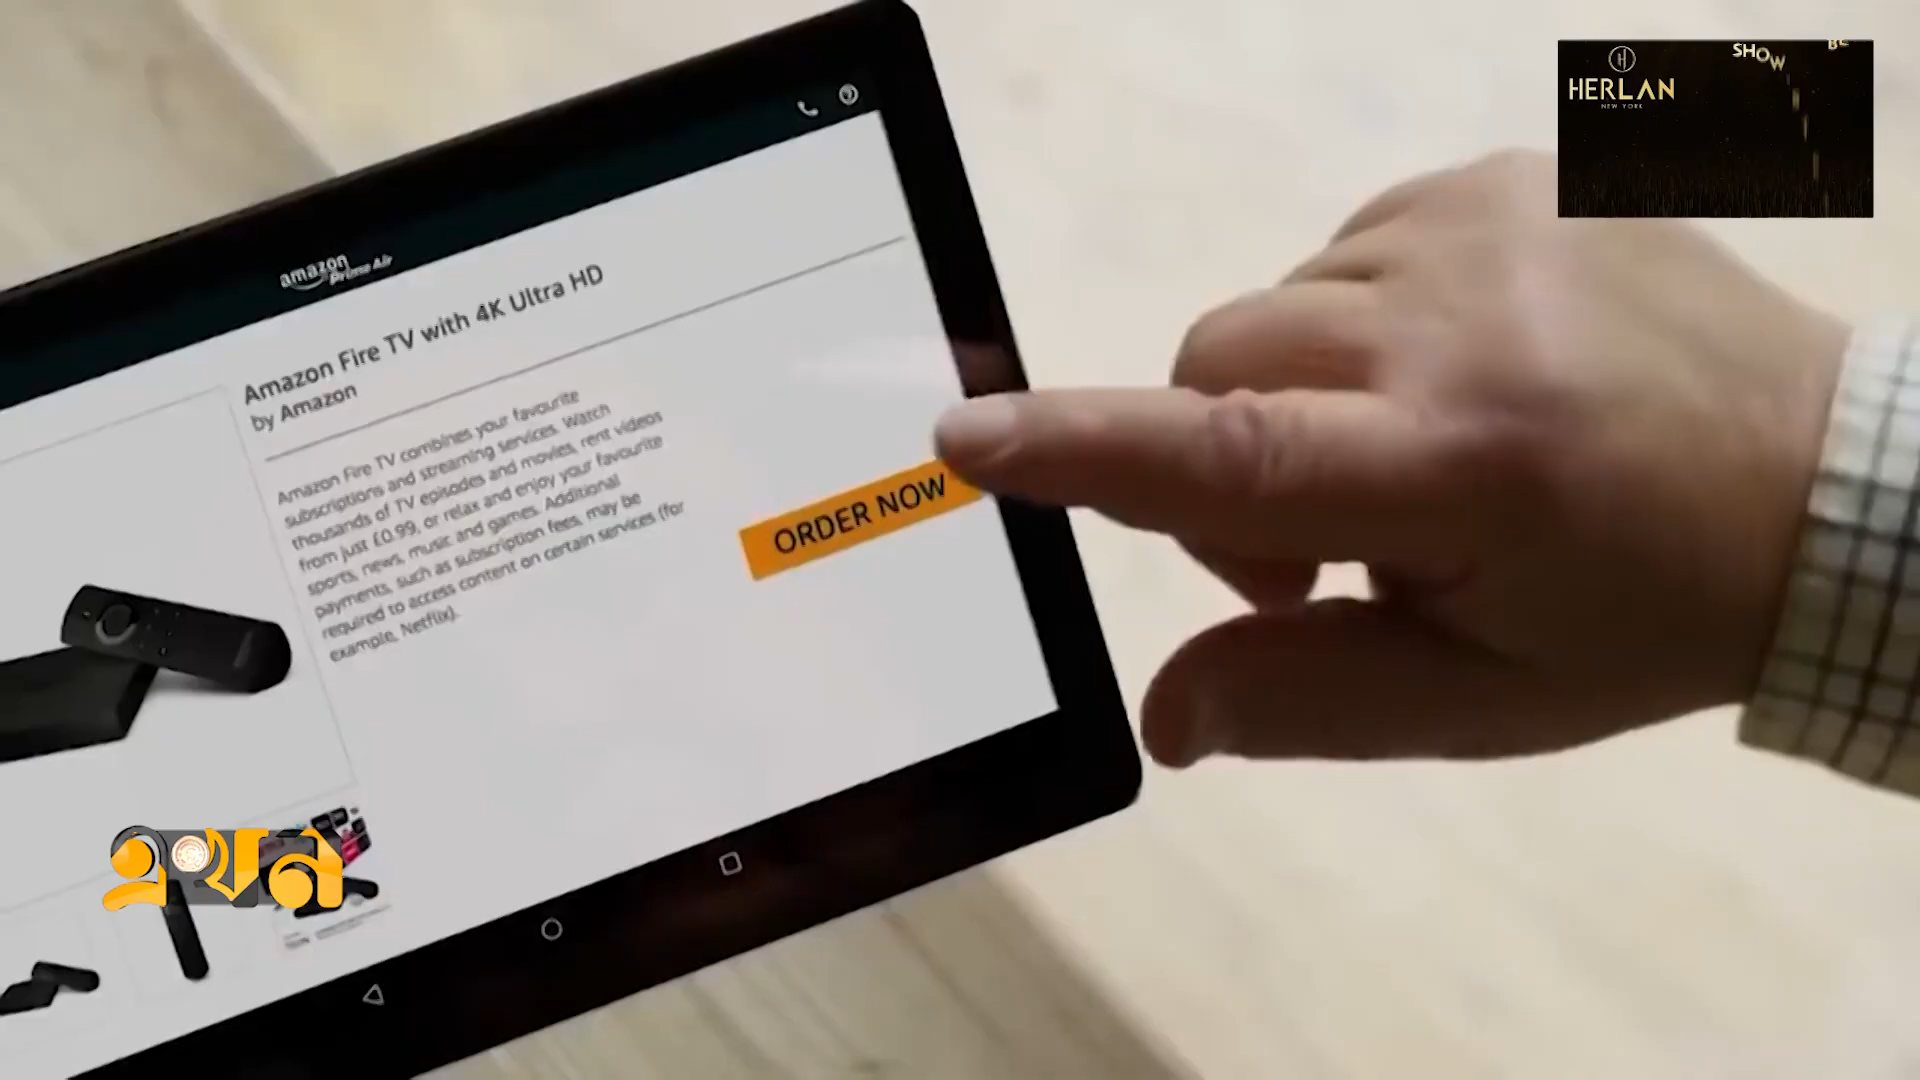 HERLAN
NEW YORK
SHOW
BE
amazon
Prime Air
Amazon Fire TV with 4K Ultra HD
by Amazon
Amazon Fire TV combines your favourite
subscriptions and streaming services. Watch
thousands of TV episodes and movies, rent videos
from just £0.99, or relax and enjoy your favourite
sports, news, music and games. Additional
payments, such as subscription fees, may be
required to access content on certain services (for
example, Netflix).
ORDER NOW
এখন